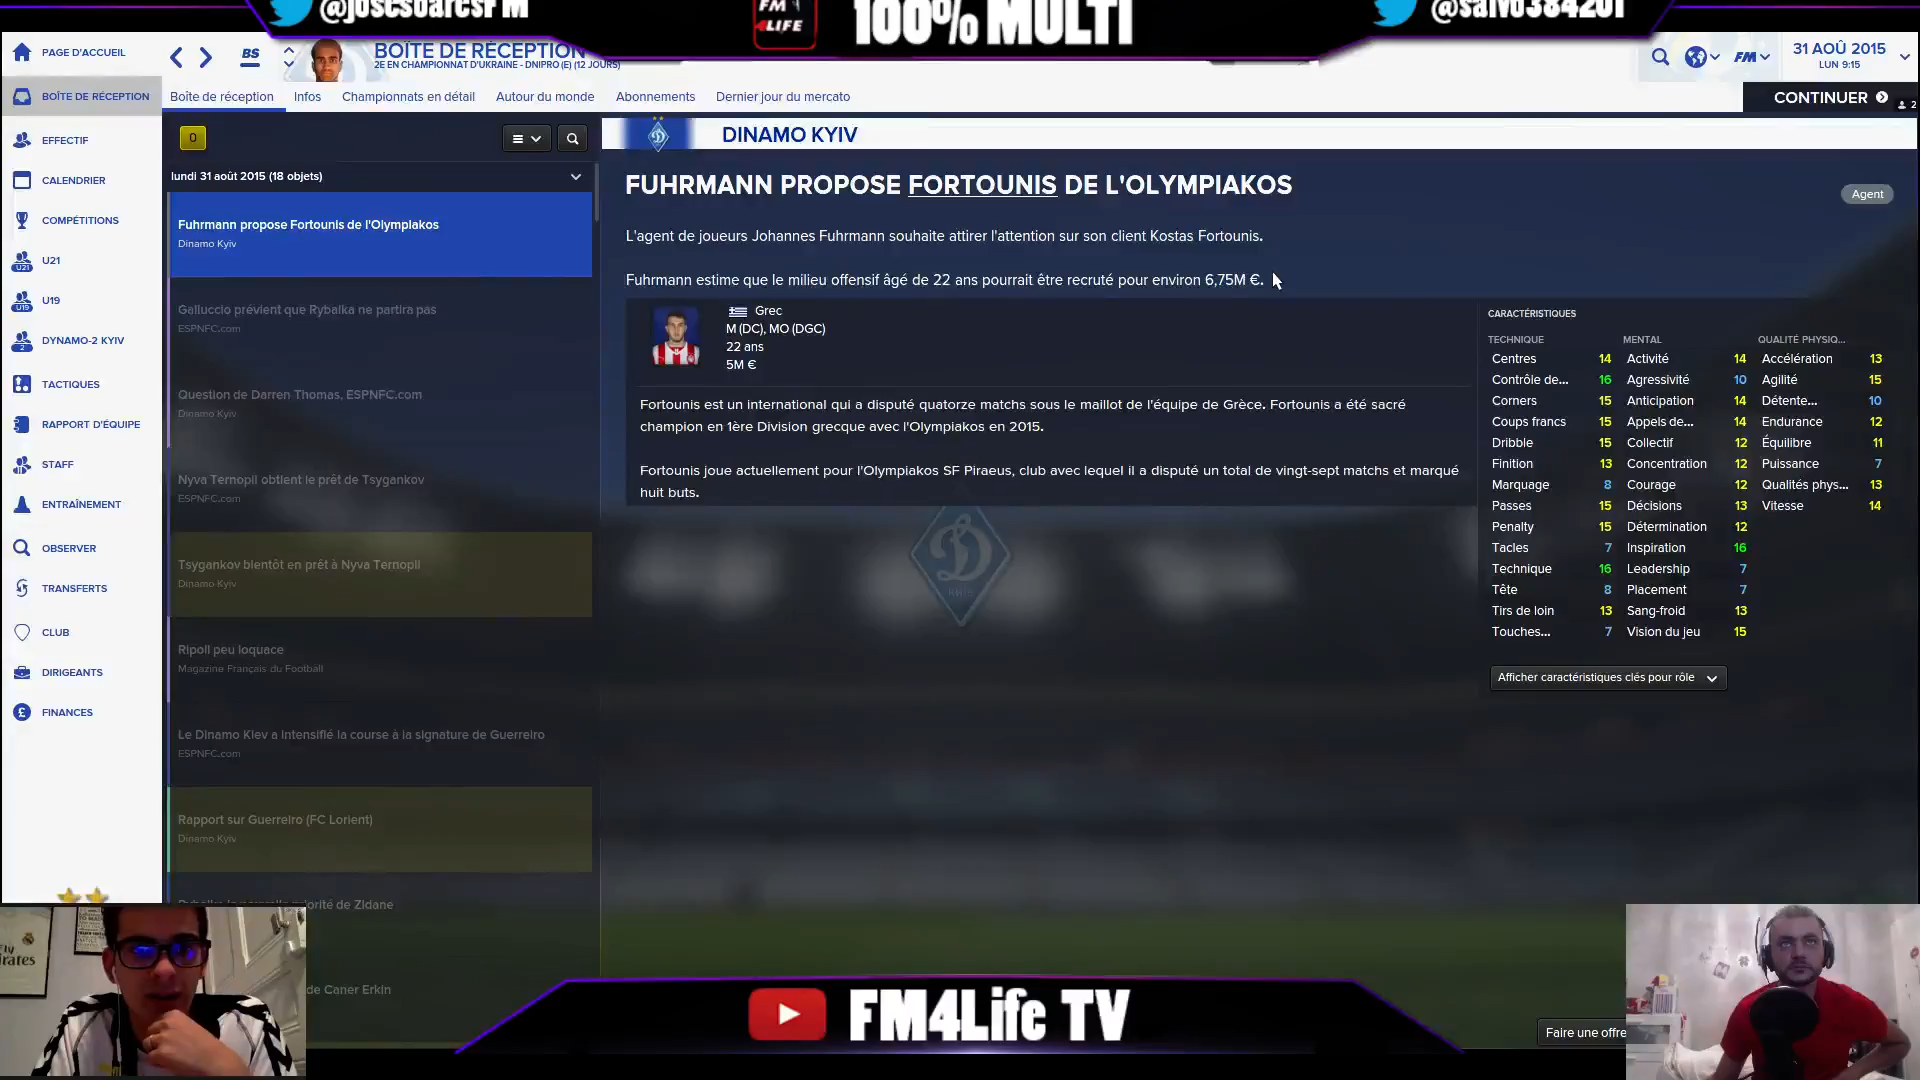 @josesoaresFM
FM
4LIFE
100% MULTI
@salvo384201
PAGE D'ACCUEIL
BS
BOÎTE DE RÉCEPTION
2E EN CHAMPIONNAT D'UKRAINE - DNIPRO (E) (12 JOURS)
FM
31 AOÛ 2015
LUN 9:15
BOÎTE DE RÉCEPTION
Boîte de réception
Infos
Championnats en détail
Autour du monde
Abonnements
Dernier jour du mercato
CONTINUER
2
EFFECTIF
CALENDRIER
COMPÉTITIONS
U21
U21
U19
U19
DYNAMO-2 KYIV
2
TACTIQUES
RAPPORT D'ÉQUIPE
STAFF
ENTRAÎNEMENT
OBSERVER
TRANSFERTS
CLUB
DIRIGEANTS
FINANCES
0
lundi 31 août 2015 (18 objets)
Fuhrmann propose Fortounis de l'Olympiakos
Dinamo Kyiv
Galluccio prévient que Rybalka ne partira pas
ESPNFC.com
Question de Darren Thomas, ESPNFC.com
Dinamo Kyiv
Nyva Ternopil obtient le prêt de Tsygankov
ESPNFC.com
Tsygankov bientôt en prêt à Nyva Ternopil
Dinamo Kyiv
Ripoll peu loquace
Magazine Français du Football
Le Dinamo Kiev a intensifié la course à la signature de Guerreiro
ESPNFC.com
Rapport sur Guerreiro (FC Lorient)
Dinamo Kyiv
de Zidane
de Caner Erkin
DINAMO KYIV
FUHRMANN PROPOSE FORTOUNIS DE L'OLYMPIAKOS
Agent
L'agent de joueurs Johannes Fuhrmann souhaite attirer l'attention sur son client Kostas Fortounis.
Fuhrmann estime que le milieu offensif âgé de 22 ans pourrait être recruté pour environ 6,75M €.
Grec
M (DC), MO (DGC)
22 ans
5M €
Fortounis est un international qui a disputé quatorze matchs sous le maillot de l'équipe de Grèce. Fortounis a été sacré
champion en 1ère Division grecque avec l'Olympiakos en 2015.
Fortounis joue actuellement pour l'Olympiakos SF Piraeus, club avec lequel il a disputé un total de vingt-sept matchs et marqué
huit buts.
CARACTÉRISTIQUES
TECHNIQUE MENTAL QUALITÉ PHYSIQ...
Centres 14 Activité 14 Accélération 13
Contrôle de... 16 Agressivité 10 Agilité 15
Corners 15 Anticipation 14 Détente... 10
Coups francs 15 Appels de... 14 Endurance 12
Dribble 15 Collectif 12 Équilibre 11
Finition 13 Concentration 12 Puissance 7
Marquage 8 Courage 12 Qualités phys... 13
Passes 15 Décisions 13 Vitesse 14
Penalty 15 Détermination 12
Tacles 7 Inspiration 16
Technique 16 Leadership 7
Tête 8 Placement 7
Tirs de loin 13 Sang-froid 13
Touches... 7 Vision du jeu 15
Afficher caractéristiques clés pour rôle
Faire une offre
FM4Life TV